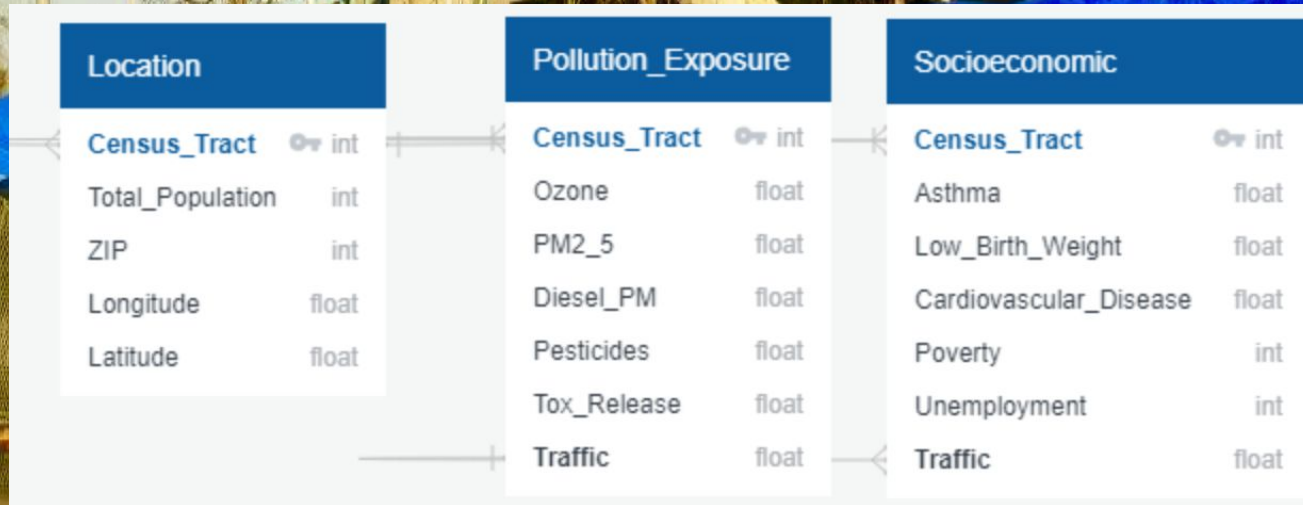 Location
Census_Tract int
Total_Population int
ZIP int
Longitude float
Latitude float
Pollution_Exposure
Census_Tract int
Ozone float
PM2_5 float
Diesel_PM float
Pesticides float
Tox_Release float
Traffic float
Socioeconomic
Census_Tract int
Asthma float
Low_Birth_Weight float
Cardiovascular_Disease float
Poverty int
Unemployment int
Traffic float